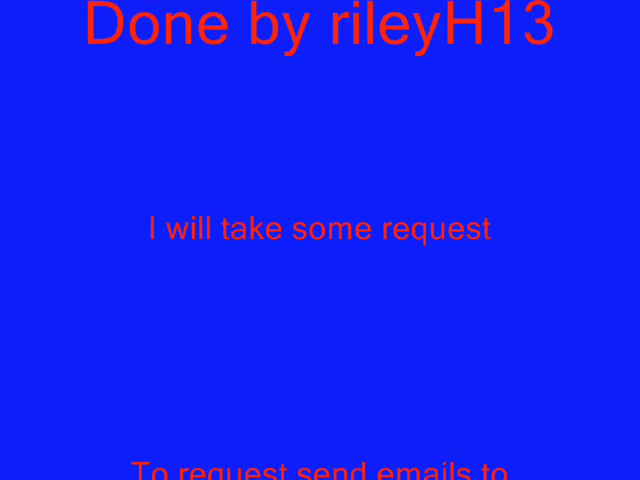 Done by rileyH13
I will take some request
To request send emails to